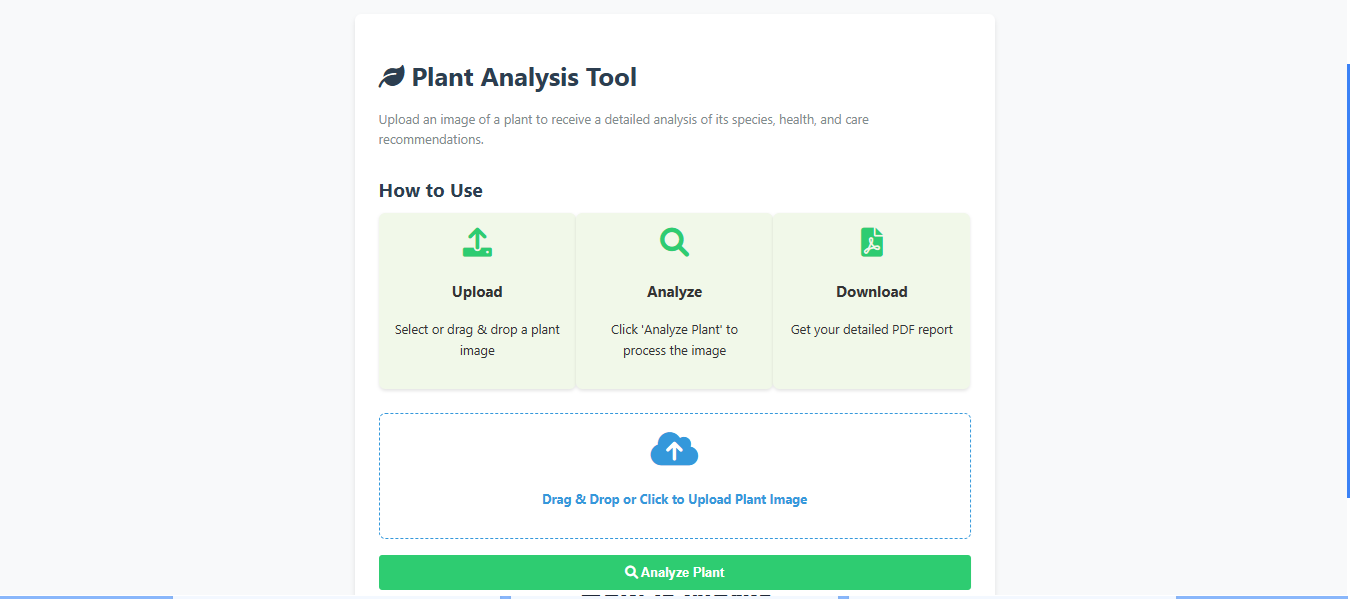 Plant Analysis Tool
Upload an image of a plant to receive a detailed analysis of its species, health, and care
recommendations.
How to Use
Upload
Select or drag & drop a plant
image
Analyze
Click 'Analyze Plant' to
process the image
Download
Get your detailed PDF report
Drag & Drop or Click to Upload Plant Image
Analyze Plant